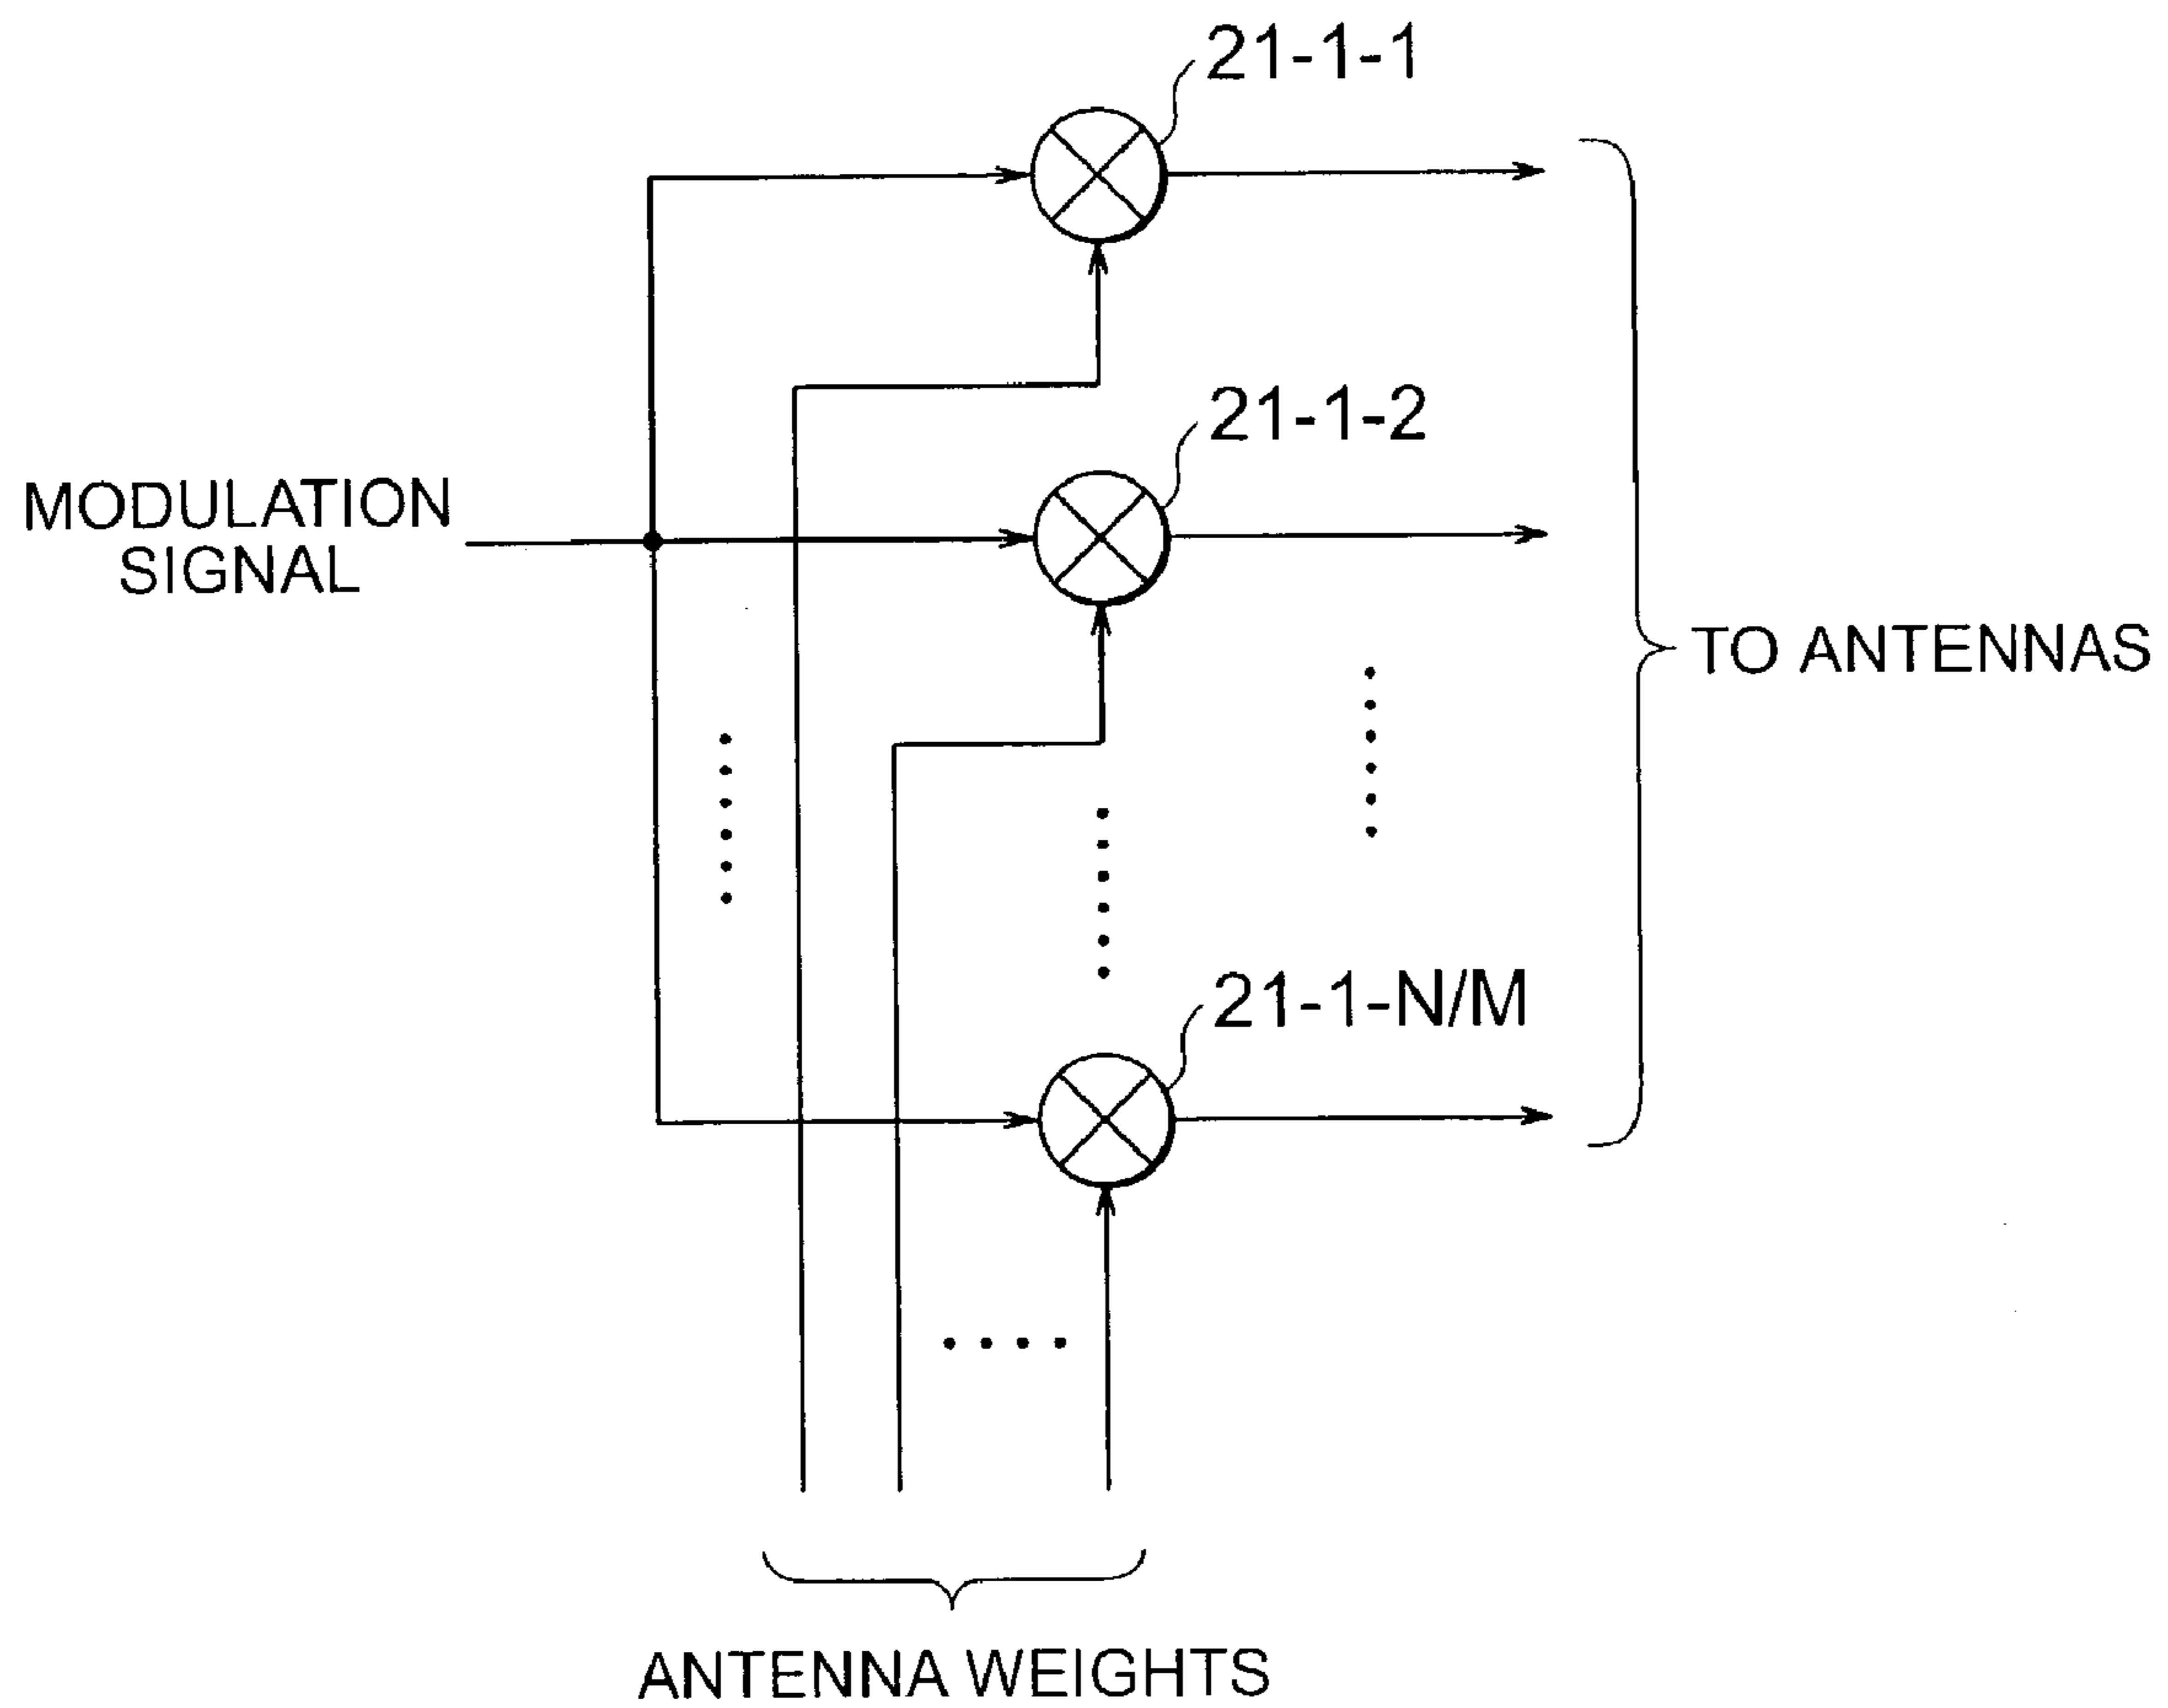 21-1-1
21-1-2
MODULATION
SIGNAL
TO ANTENNAS
21-1-N/M
ANTENNA WEIGHTS